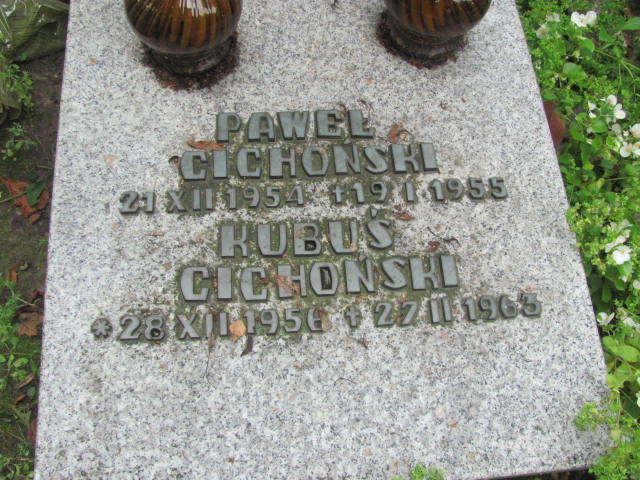 PAWEŁ
CICHOŃSKI
21 XII 1954 +19 I 1955
KUBUŚ
CICHOŃSKI
* 28 XII 1956 + 27 II 1963